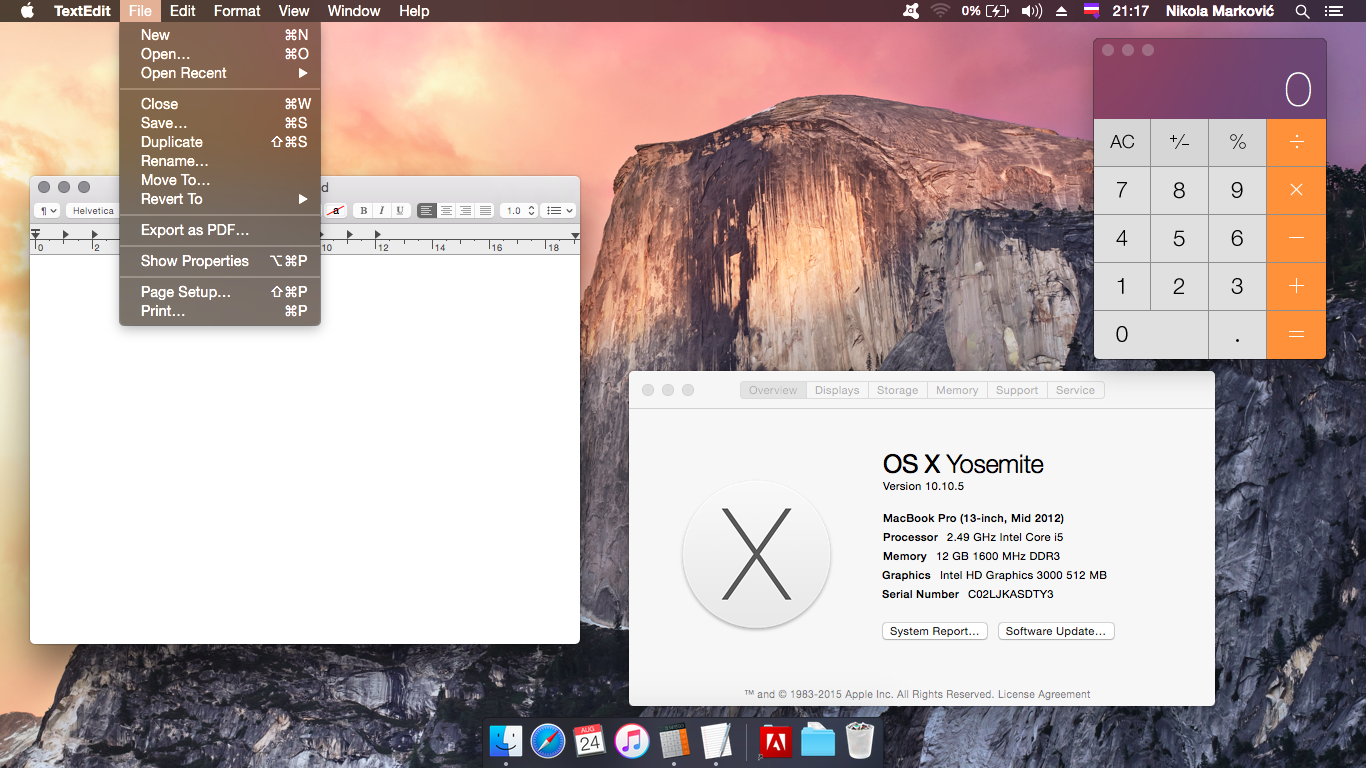 TextEdit File Edit Format View Window Help 0% 21:17 Nikola Marković
New ⌘N
Open... ⌘O
Open Recent ▶
Close ⌘W
Save... ⌘S
Duplicate ⇧⌘S
Rename...
Move To...
Revert To ▶
Export as PDF...
Show Properties ⌥⌘P
Page Setup... ⇧⌘P
Print... ⌘P
d
¶ Helvetica a B I U 1.0
0 2 10 12 14 16 18
0
AC +/− % ÷
7 8 9 ×
4 5 6 −
1 2 3 +
0 . =
Overview Displays Storage Memory Support Service
OS X Yosemite
Version 10.10.5
MacBook Pro (13-inch, Mid 2012)
Processor 2.49 GHz Intel Core i5
Memory 12 GB 1600 MHz DDR3
Graphics Intel HD Graphics 3000 512 MB
Serial Number C02LJKASDTY3
System Report... Software Update...
™ and © 1983-2015 Apple Inc. All Rights Reserved. License Agreement
X
AUG
24